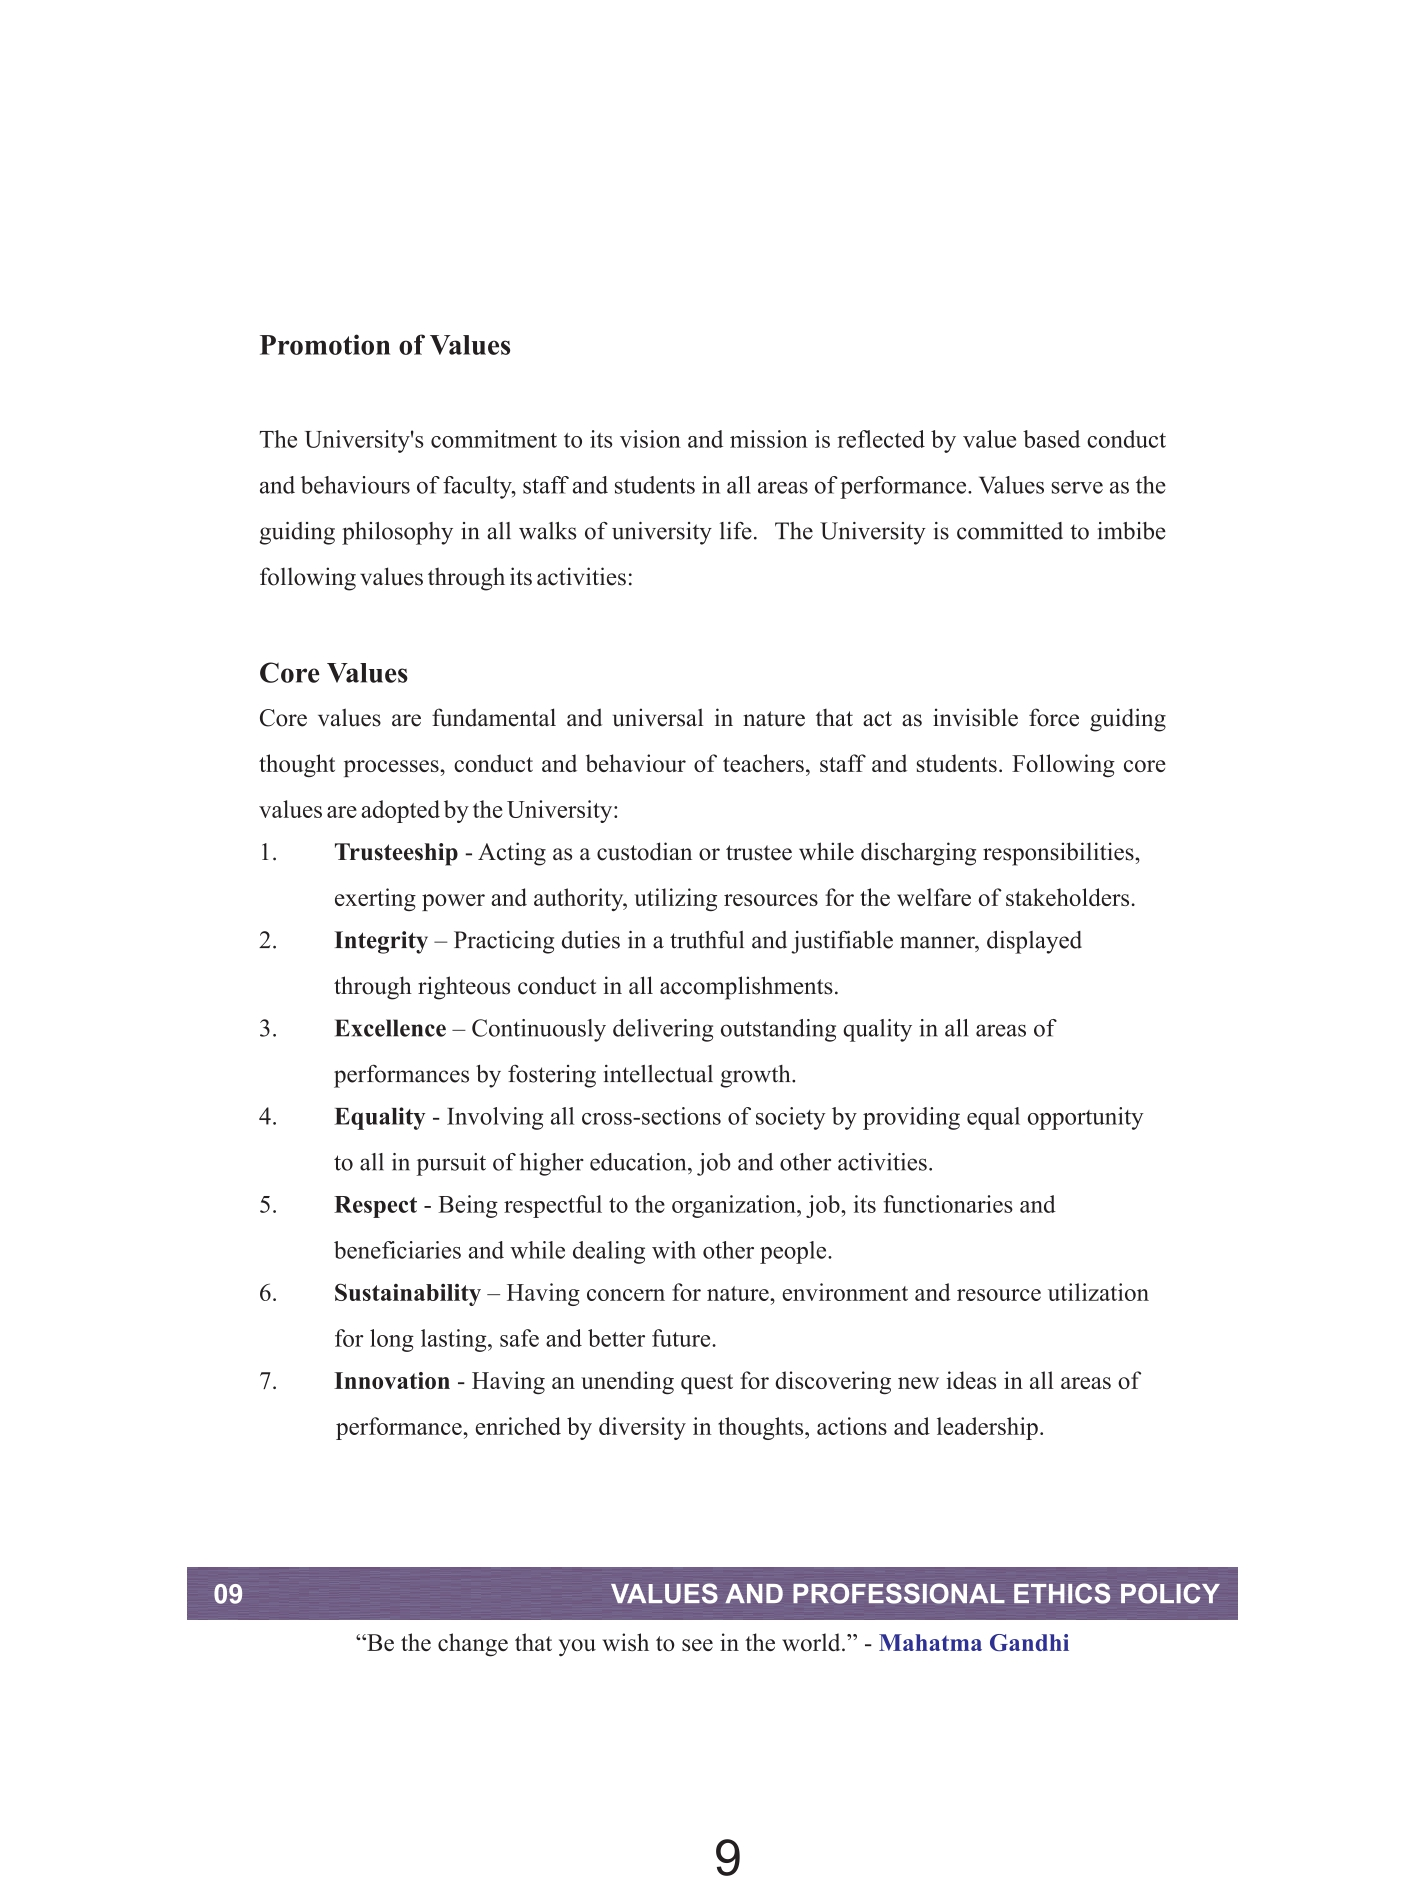 Promotion of Values
The University's commitment to its vision and mission is reflected by value based conduct
and behaviours of faculty, staff and students in all areas of performance. Values serve as the
guiding philosophy in all walks of university life.  The University is committed to imbibe
following values through its activities:
Core Values
Core values are fundamental and universal in nature that act as invisible force guiding
thought processes, conduct and behaviour of teachers, staff and students. Following core
values are adopted by the University:
1. Trusteeship - Acting as a custodian or trustee while discharging responsibilities,
exerting power and authority, utilizing resources for the welfare of stakeholders.
2. Integrity – Practicing duties in a truthful and justifiable manner, displayed
through righteous conduct in all accomplishments.
3. Excellence – Continuously delivering outstanding quality in all areas of
performances by fostering intellectual growth.
4. Equality - Involving all cross-sections of society by providing equal opportunity
to all in pursuit of higher education, job and other activities.
5. Respect - Being respectful to the organization, job, its functionaries and
beneficiaries and while dealing with other people.
6. Sustainability – Having concern for nature, environment and resource utilization
for long lasting, safe and better future.
7. Innovation - Having an unending quest for discovering new ideas in all areas of
performance, enriched by diversity in thoughts, actions and leadership.
09 VALUES AND PROFESSIONAL ETHICS POLICY
“Be the change that you wish to see in the world.” - Mahatma Gandhi
9